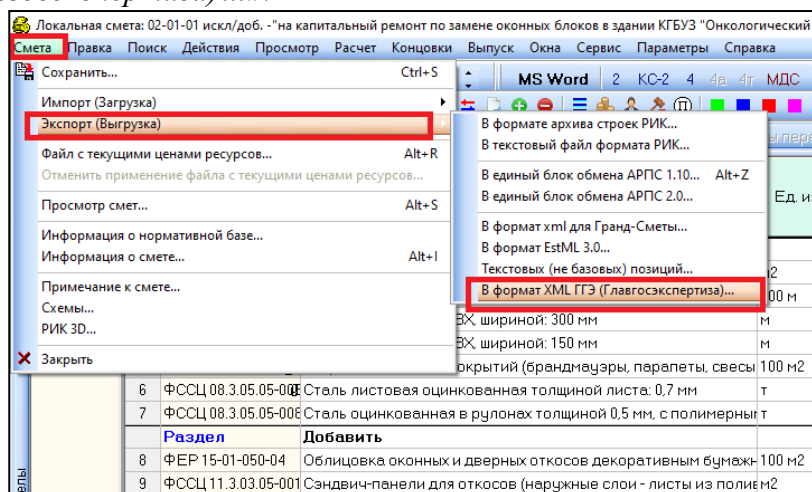 Локальная смета: 02-01-01 искл/доб. -"на капитальный ремонт по замене оконных блоков в здании КГБУЗ "Онкологический
Смета Правка Поиск Действия Просмотр Расчет Концовки Выпуск Окна Сервис Параметры Справка
Сохранить... Ctrl+S
MS Word 2 КС-2 4 4а 4г МДС
Импорт (Загрузка)
Экспорт (Выгрузка)
В формате архива строек РИК...
В текстовый файл формата РИК...
Файл с текущими ценами ресурсов... Alt+R
Отменить применение файла с текущими ценами ресурсов...
В единый блок обмена АРПС 1.10... Alt+Z
В единый блок обмена АРПС 2.0...
Просмотр смет... Alt+S
Ед. и
В формат xml для Гранд-Сметы...
Информация о нормативной базе...
В формат EstML 3.0...
Информация о смете... Alt+I
Текстовых (не базовых) позиций...
В формат XML ГГЭ (Главгосэкспертиза)...
Примечание к смете...
Схемы...
ВХ, шириной: 300 мм м
РИК 3D...
ВХ, шириной: 150 мм м
Закрыть
окрытий (брандмауэры, парапеты, свесы 100 м2
6 ФССЦ 08.3.05.05-005 Сталь листовая оцинкованная толщиной листа: 0,7 мм т
7 ФССЦ 08.3.05.05-008 Сталь оцинкованная в рулонах толщиной 0,5 мм, с полимерны т
Раздел Добавить
8 ФЕР 15-01-050-04 Облицовка оконных и дверных откосов декоративным бумажн 100 м2
9 ФССЦ 11.3.03.05-001 Сэндвич-панели для откосов (наружные слои - листы из полив м2